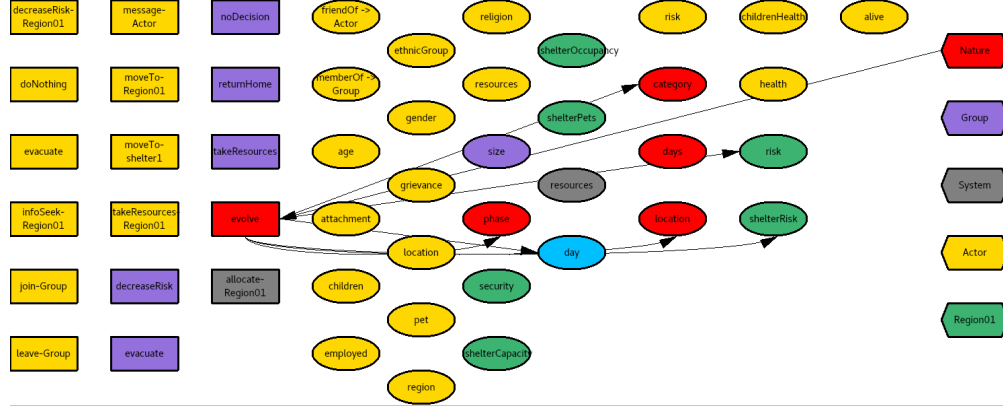 decreaseRisk-
Region01
message-
Actor
noDecision
friendOf ->
Actor
religion
risk
childrenHealth
alive
ethnicGroup
shelterOccupancy
Nature
doNothing
moveTo-
Region01
returnHome
memberOf ->
Group
resources
category
health
gender
shelterPets
Group
evacuate
moveTo-
shelter1
takeResources
age
size
days
risk
grievance
resources
System
infoSeek-
Region01
takeResources-
Region01
evolve
attachment
phase
location
shelterRisk
location
day
Actor
join-Group
decreaseRisk
allocate-
Region01
children
security
pet
Region01
leave-Group
evacuate
employed
shelterCapacity
region